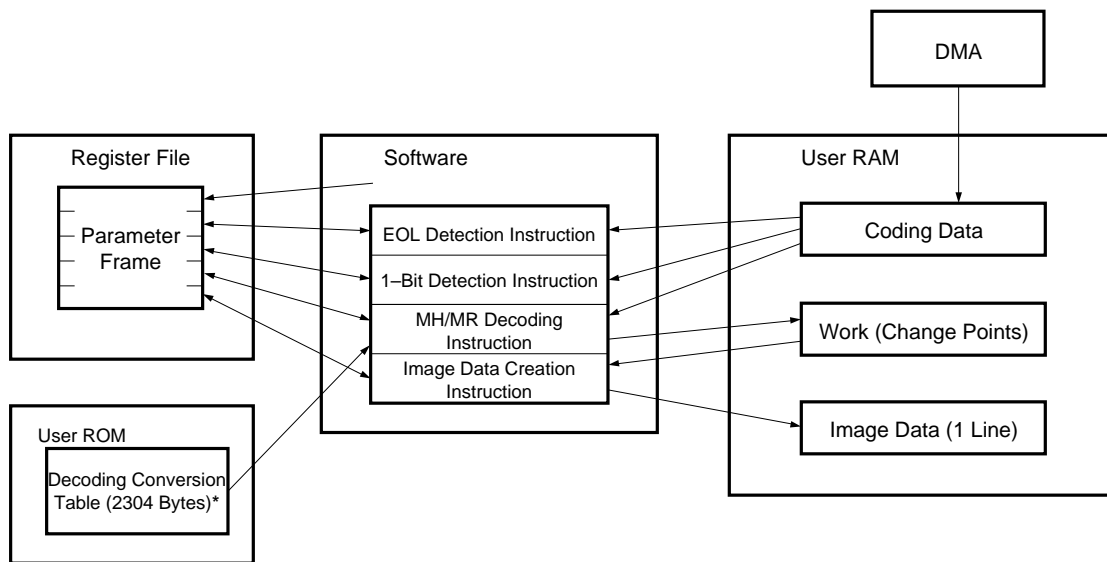 DMA
Register File
Parameter
Frame
Software
EOL Detection Instruction
1–Bit Detection Instruction
MH/MR Decoding
Instruction
Image Data Creation
Instruction
User RAM
Coding Data
Work (Change Points)
Image Data (1 Line)
User ROM
Decoding Conversion
Table (2304 Bytes)*